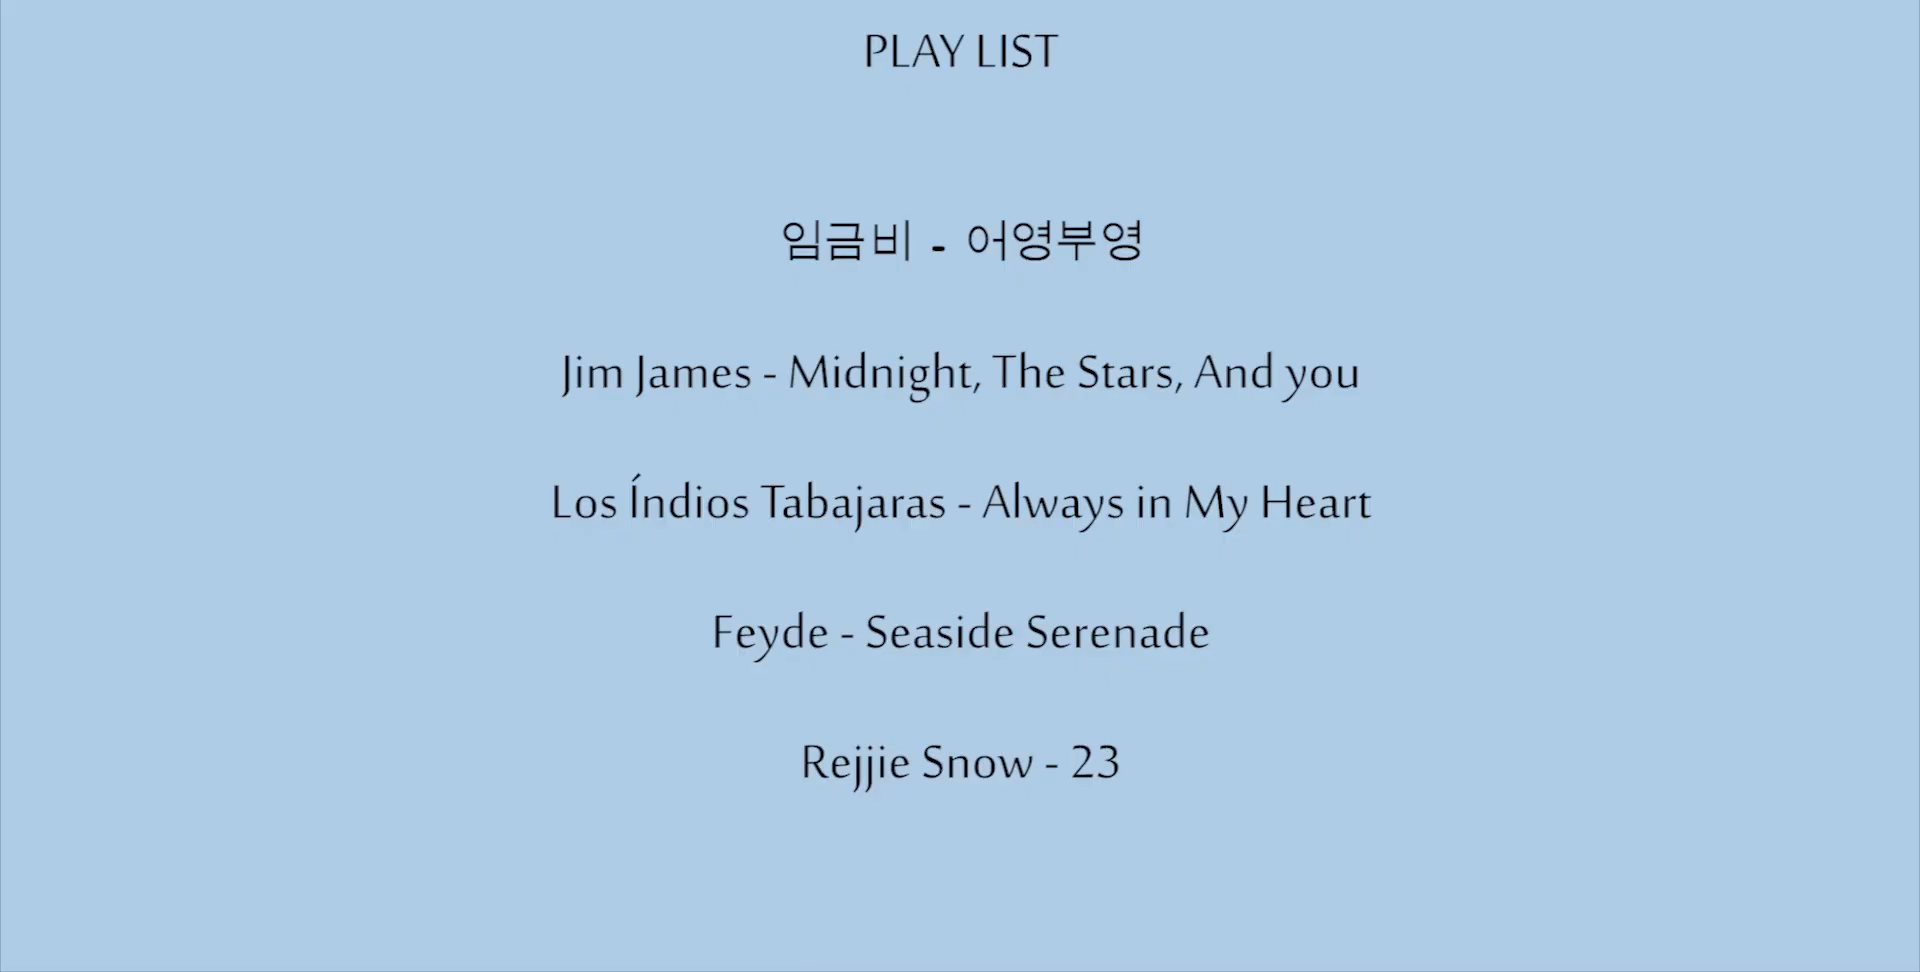 PLAY LIST
임금비 - 어영부영
Jim James - Midnight, The Stars, And you
Los Índios Tabajaras - Always in My Heart
Feyde - Seaside Serenade
Rejjie Snow - 23